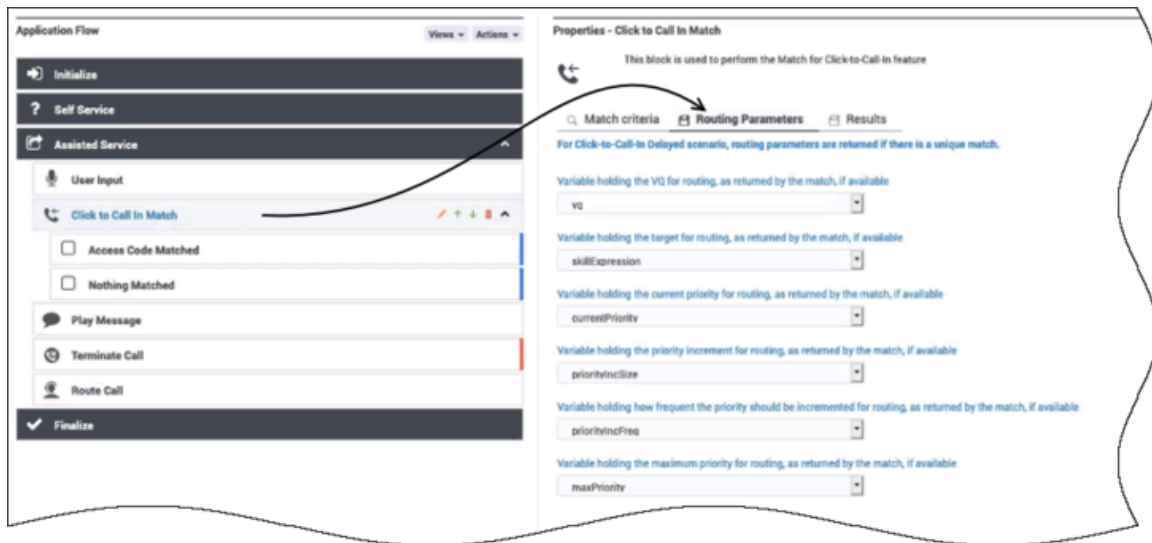 Application Flow
Views
Actions
Initialize
? Self Service
Assisted Service
User Input
Click to Call In Match
Access Code Matched
Nothing Matched
Play Message
Terminate Call
Route Call
Finalize
Properties - Click to Call In Match
This block is used to perform the Match for Click-to-Call-In feature
Match criteria
Routing Parameters
Results
For Click-to-Call-In Delayed scenario, routing parameters are returned if there is a unique match.
Variable holding the VQ for routing, as returned by the match, if available
vq
Variable holding the target for routing, as returned by the match, if available
skillExpression
Variable holding the current priority for routing, as returned by the match, if available
currentPriority
Variable holding the priority increment for routing, as returned by the match, if available
priorityIncSize
Variable holding how frequent the priority should be incremented for routing, as returned by the match, if available
priorityIncFreq
Variable holding the maximum priority for routing, as returned by the match, if available
maxPriority